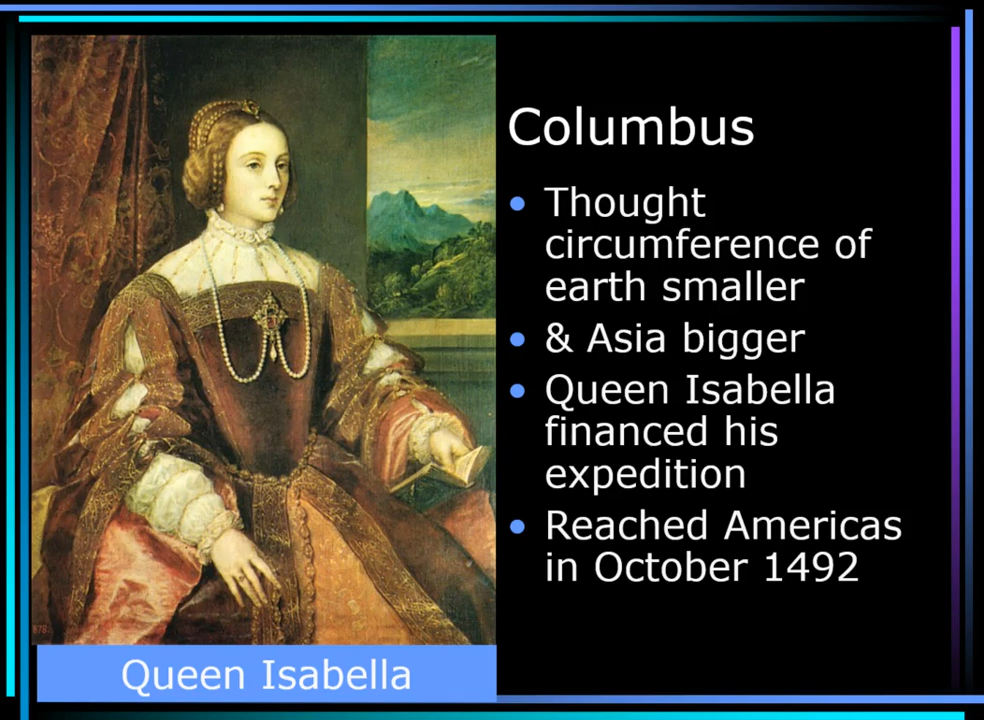 Columbus
• Thought
circumference of
earth smaller
• & Asia bigger
• Queen Isabella
financed his
expedition
• Reached Americas
in October 1492
878.
Queen Isabella